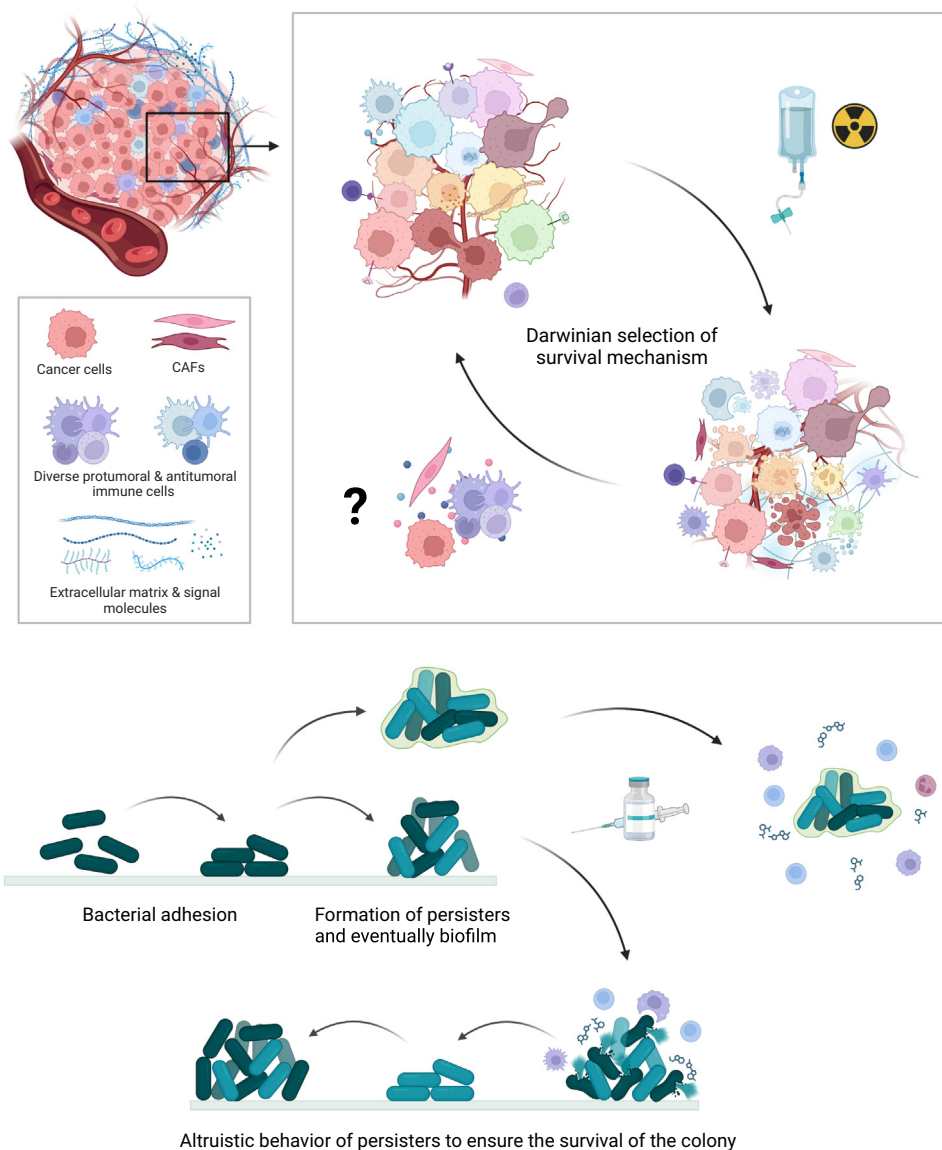 Darwinian selection of
survival mechanism
Cancer cells
CAFs
Diverse protumoral & antitumoral
immune cells
Extracellular matrix & signal
molecules
?
Bacterial adhesion
Formation of persisters
and eventually biofilm
Altruistic behavior of persisters to ensure the survival of the colony